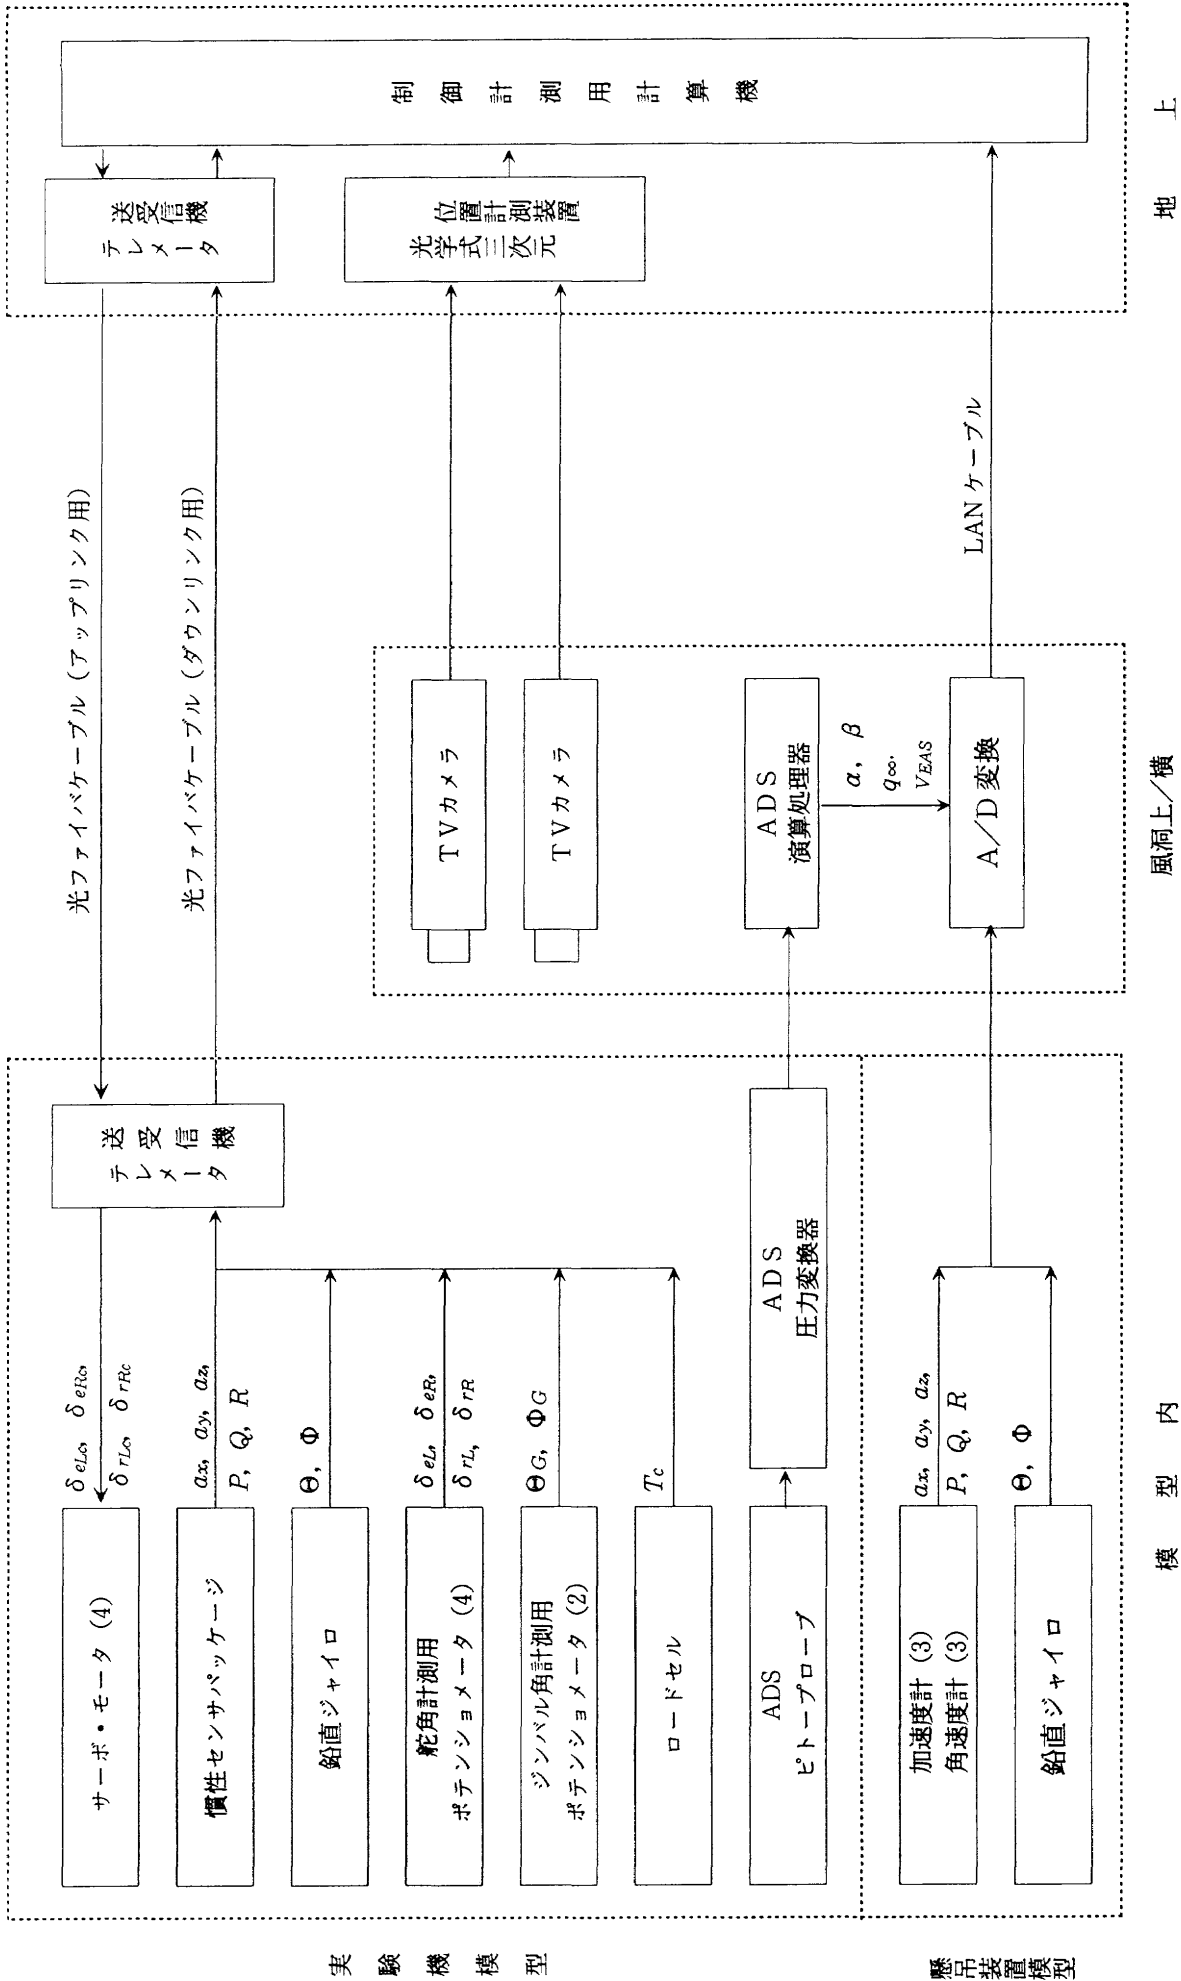 実験機模型
サーボ・モータ (4)
δeLc, δeRc,
δrLc, δrRc
慣性センサパッケージ
ax, ay, az,
P, Q, R
鉛直ジャイロ
Θ, Φ
舵角計測用
ポテンショメータ (4)
δeL, δeR,
δrL, δrR
ジンバル角計測用
ポテンショメータ (2)
ΘG, ΦG
ロードセル
Tc
ADS
ピトープローブ
ADS
圧力変換器
送受信機
テレメータ
懸吊装置模型
加速度計 (3)
角速度計 (3)
ax, ay, az,
P, Q, R
鉛直ジャイロ
Θ, Φ
模型内
光ファイバケーブル (アップリンク用)
光ファイバケーブル (ダウンリンク用)
TVカメラ
TVカメラ
ADS
演算処理器
α, β
q∞.
VEAS
A/D変換
風洞上/横
LANケーブル
送受信機
テレメータ
位置計測装置
光学式三次元
制御計測用計算機
地上